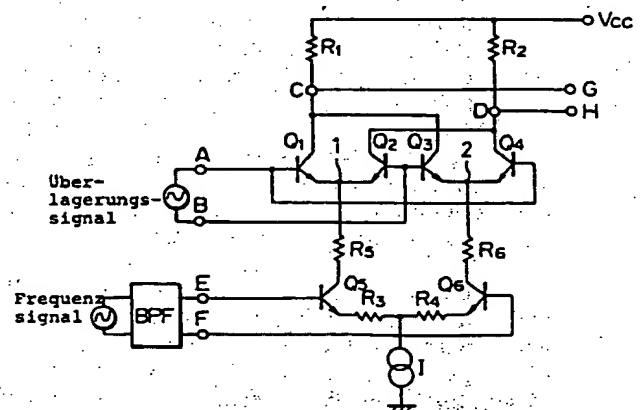 Vcc
R1
R2
C
G
D
H
Q1
1
Q2
Q3
2
Q4
A
Über-
lagerungs-
signal
B
R5
R6
E
Q5
R3
R4
Q6
Frequenz
signal
BPF
F
I